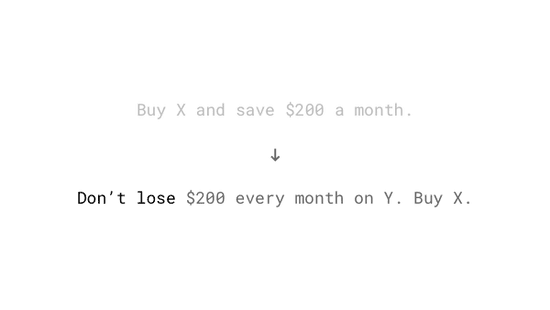 Buy X and save $200 a month.
↓
Don’t lose $200 every month on Y. Buy X.